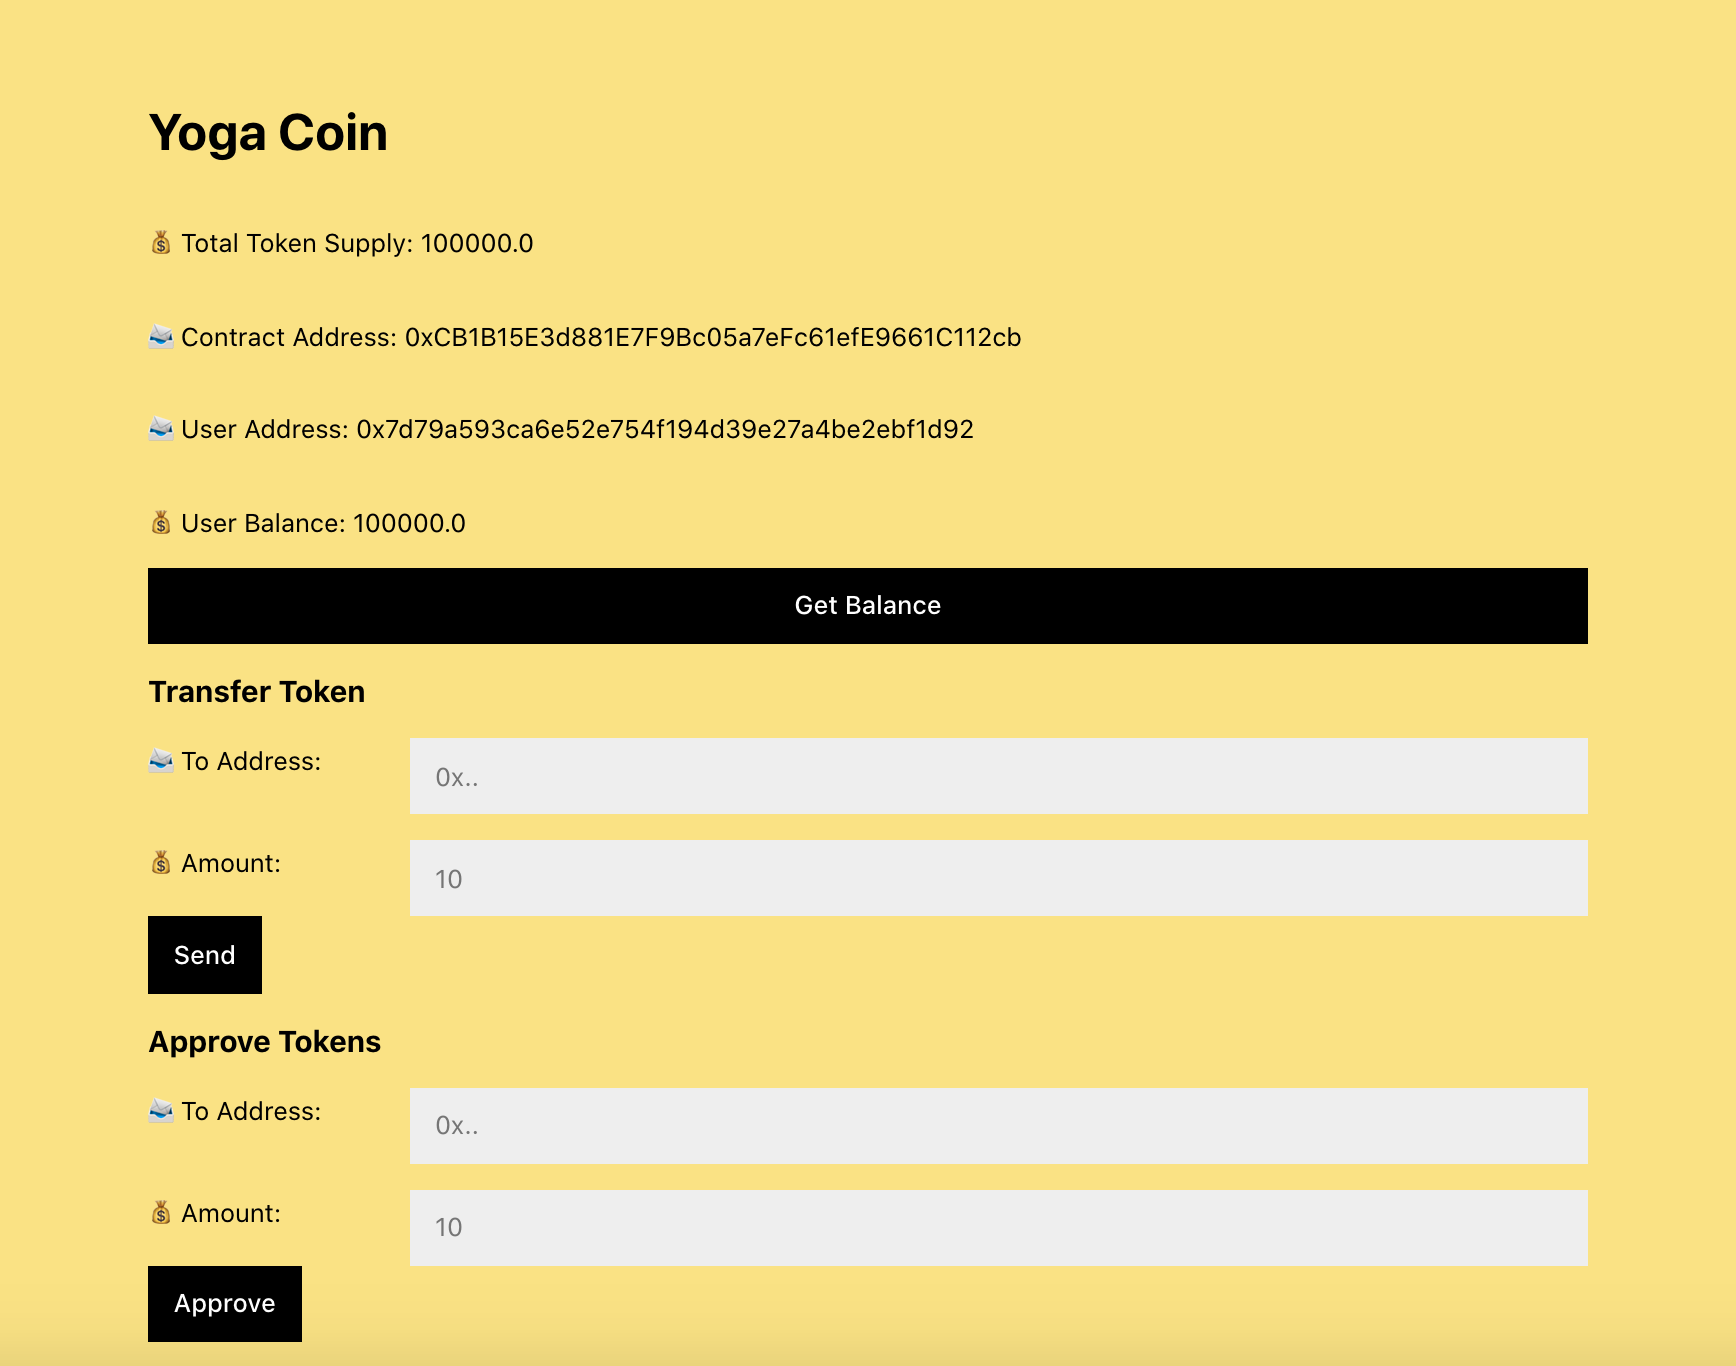 Yoga Coin
💰 Total Token Supply: 100000.0
📨 Contract Address: 0xCB1B15E3d881E7F9Bc05a7eFc61efE9661C112cb
📨 User Address: 0x7d79a593ca6e52e754f194d39e27a4be2ebf1d92
💰 User Balance: 100000.0
Get Balance
Transfer Token
📨 To Address: 0x..
💰 Amount: 10
Send
Approve Tokens
📨 To Address: 0x..
💰 Amount: 10
Approve